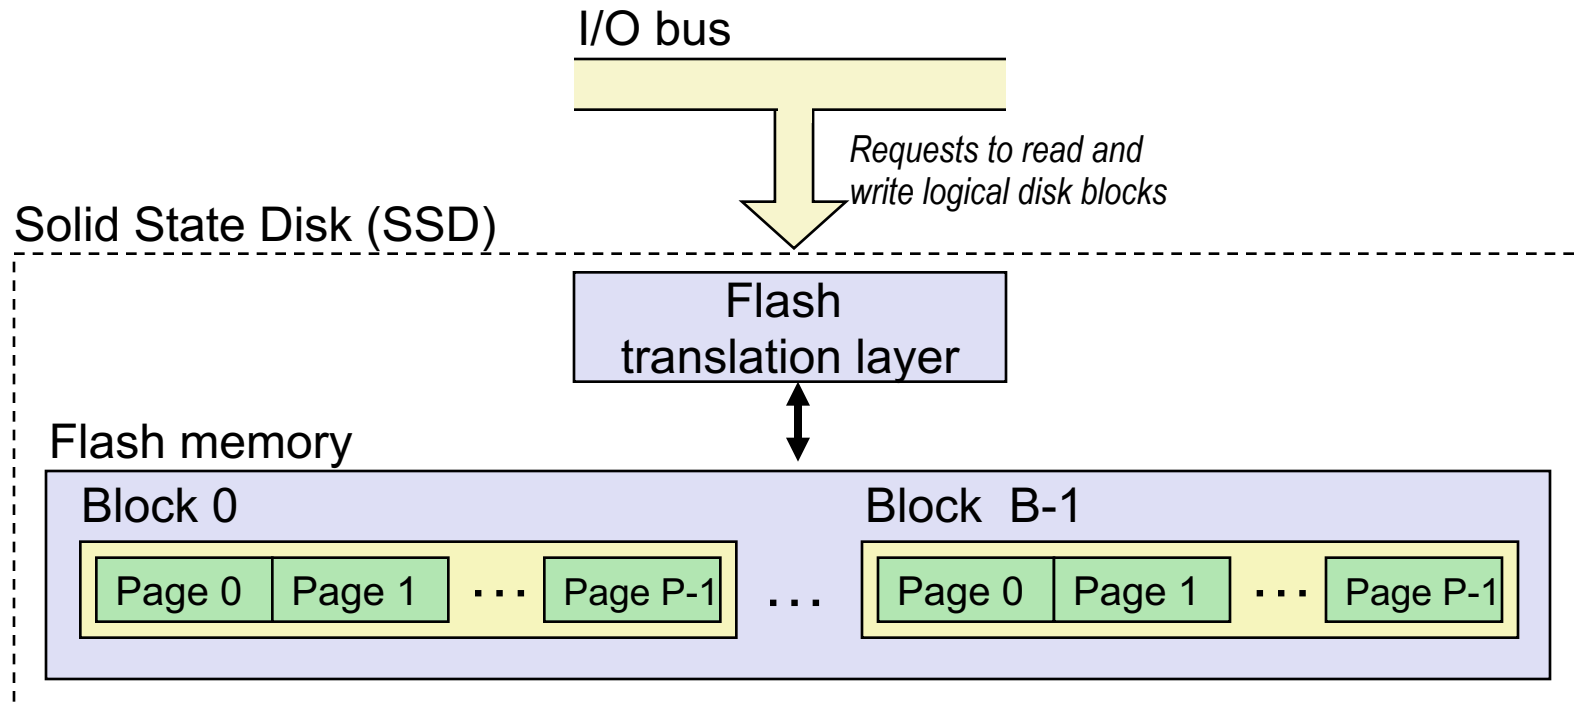 I/O bus
Requests to read and
write logical disk blocks
Solid State Disk (SSD)
Flash
translation layer
Flash memory
Block 0
Block B-1
Page 0 Page 1 ... Page P-1 ... Page 0 Page 1 ... Page P-1